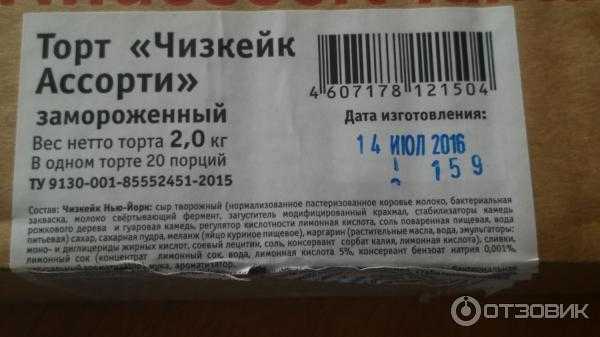 Торт «Чизкейк
Ассорти»
замороженный
Вес нетто торта 2,0 кг
В одном торте 20 порций
ТУ 9130-001-85552451-2015
4 607178 121504
Дата изготовления:
14 ИЮЛ 2016
159
Состав: Чизкейк Нью-Йорк: сыр творожный (нормализованное пастеризованное коровье молоко, бактериальная
закваска, молоко свёртывающий фермент, загуститель модифицированный крахмал, стабилизаторы камедь
рожкового дерева и гуаровая камедь, регулятор кислотности лимонная кислота, соль поваренная пищевая, вода
питьевая) сахар, сахарная пудра, меланж (яйцо куриное пищевое), маргарин (растительные масла, вода, эмульгаторы:
моно- и диглицериды жирных кислот, соевый лецитин, соль, консервант сорбат калия, лимонная кислота), сливки,
лимонный сок (концентрат лимонный сок, вода, лимонная кислота 5%, консервант бензоат натрия 0,001%,
мука, ароматизатор
ОТЗОВИК